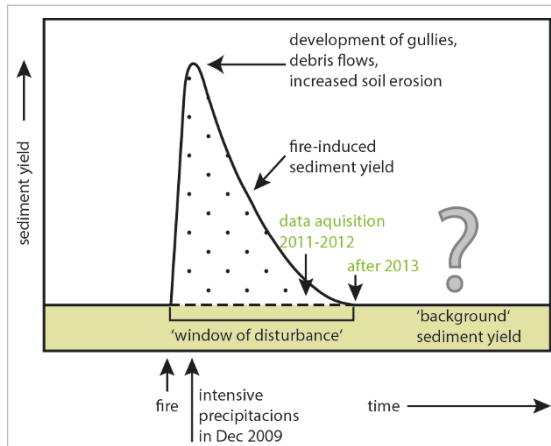 development of gullies,
debris flows,
increased soil erosion
sediment yield
fire-induced
sediment yield
data aquisition
2011-2012
after 2013
?
'window of disturbance'
'background'
sediment yield
fire
intensive
precipitacions
in Dec 2009
time